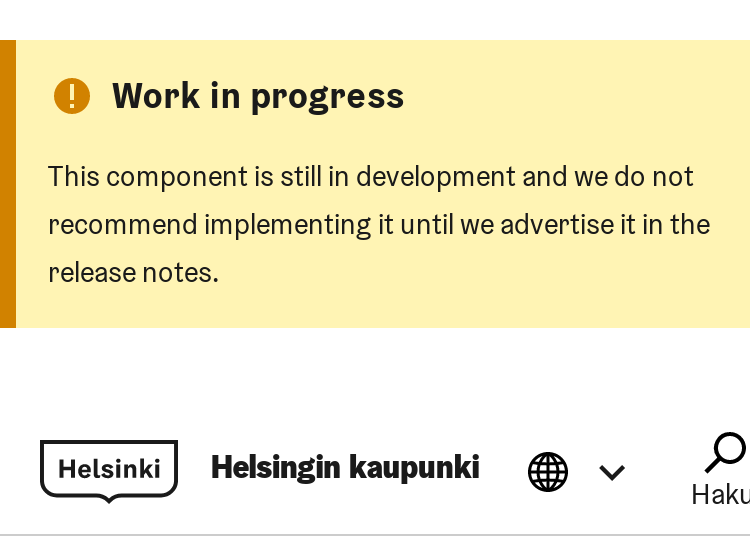 Work in progress
This component is still in development and we do not
recommend implementing it until we advertise it in the
release notes.
Helsinki
Helsingin kaupunki
Haku